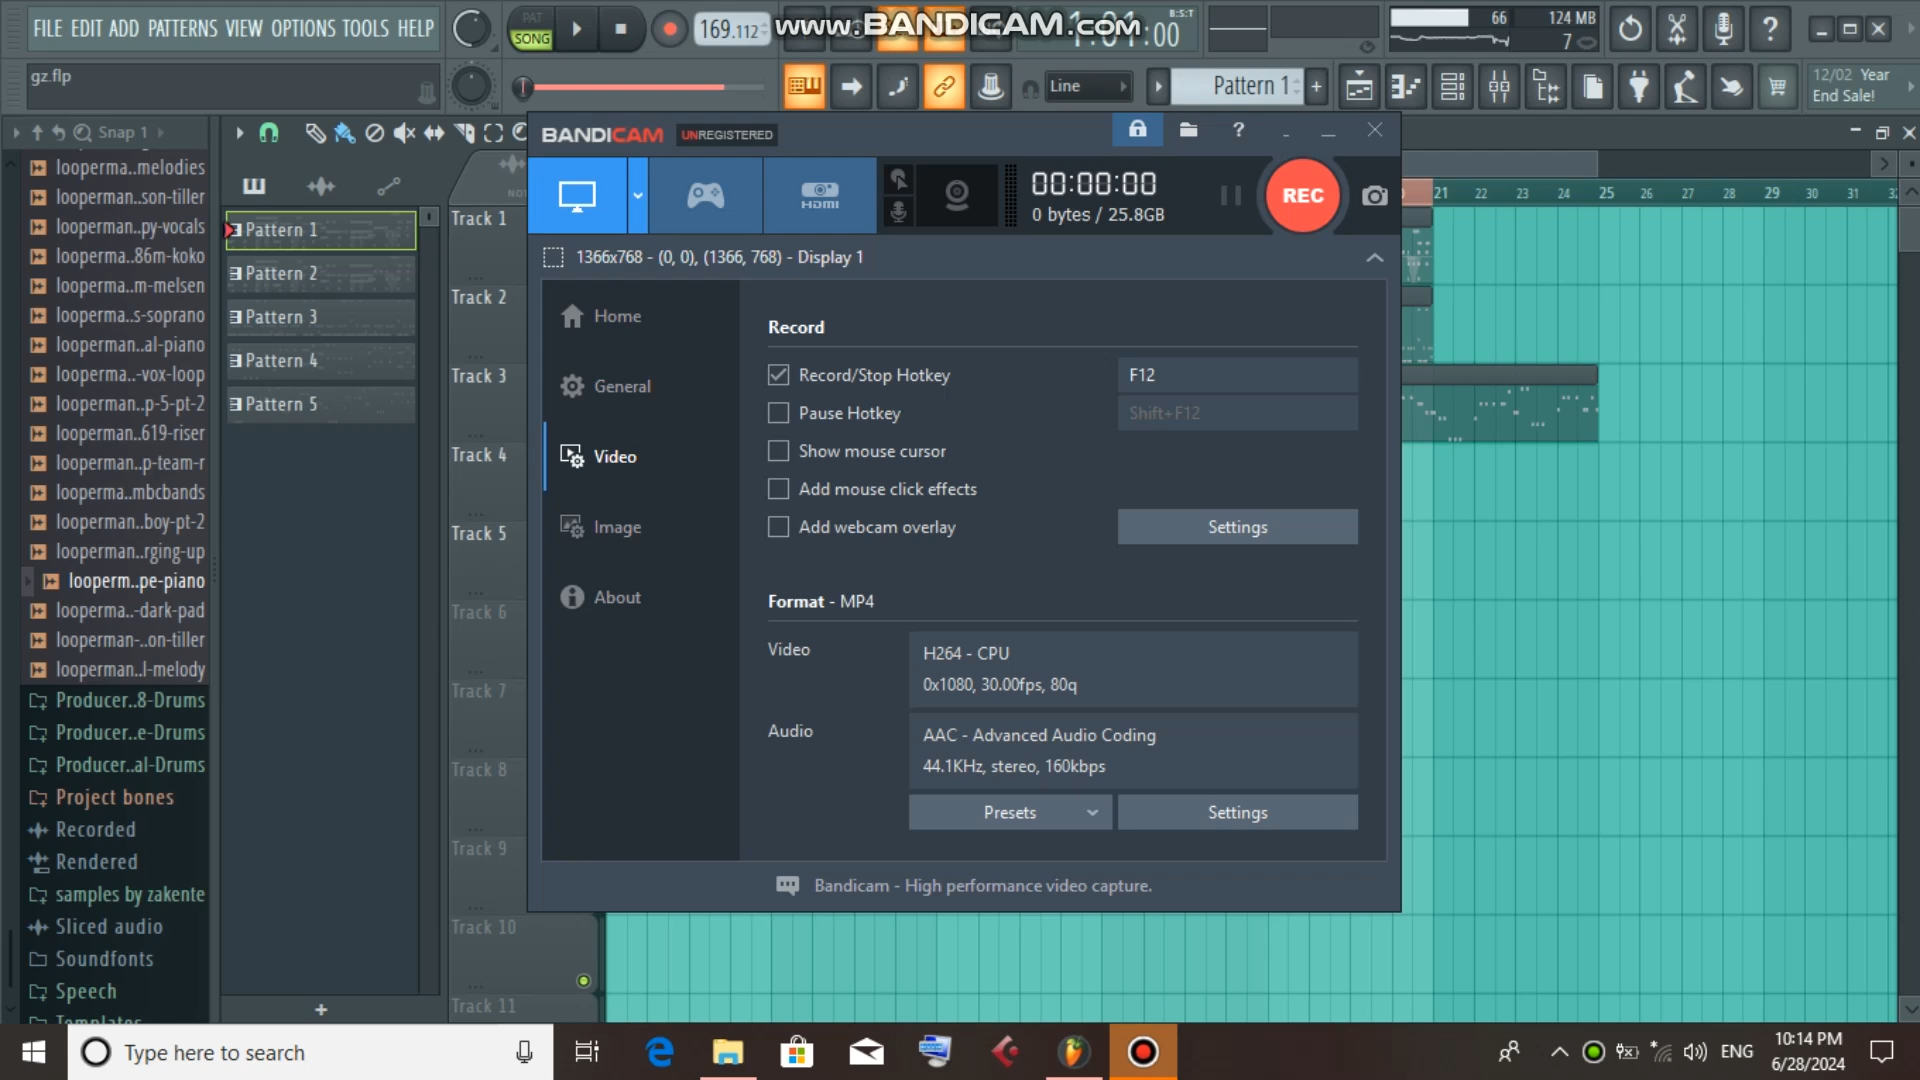 FILE EDIT ADD PATTERNS VIEW OPTIONS TOOLS HELP
PAT
SONG
169.112
www.BANDICAM.com
1:01:00
B:S:T
66
124 MB
7
gz.flp
Line
Pattern 1
12/02 Year
End Sale!
Snap 1
looperma..melodies
looperman..son-tiller
looperman..py-vocals
looperma..86m-koko
looperma..m-melsen
looperma..s-soprano
looperman..al-piano
looperma..-vox-loop
looperman..p-5-pt-2
looperman..619-riser
looperman..p-team-r
looperma..mbcbands
looperman..boy-pt-2
looperman..rging-up
looperm..pe-piano
looperma..-dark-pad
looperman-..on-tiller
looperman..l-melody
Producer..8-Drums
Producer..e-Drums
Producer..al-Drums
Project bones
Recorded
Rendered
samples by zakente
Sliced audio
Soundfonts
Speech
Templates
Pattern 1
Pattern 2
Pattern 3
Pattern 4
Pattern 5
Track 1
Track 2
Track 3
Track 4
Track 5
Track 6
Track 7
Track 8
Track 9
Track 10
Track 11
21 22 23 24 25 26 27 28 29 30 31
BANDICAM UNREGISTERED
HDMI
00:00:00
0 bytes / 25.8GB
REC
1366x768 - (0, 0), (1366, 768) - Display 1
Home
General
Video
Image
About
Record
Record/Stop Hotkey
F12
Pause Hotkey
Shift+F12
Show mouse cursor
Add mouse click effects
Add webcam overlay
Settings
Format - MP4
Video
H264 - CPU
0x1080, 30.00fps, 80q
Audio
AAC - Advanced Audio Coding
44.1KHz, stereo, 160kbps
Presets
Settings
Bandicam - High performance video capture.
Type here to search
ENG
10:14 PM
6/28/2024